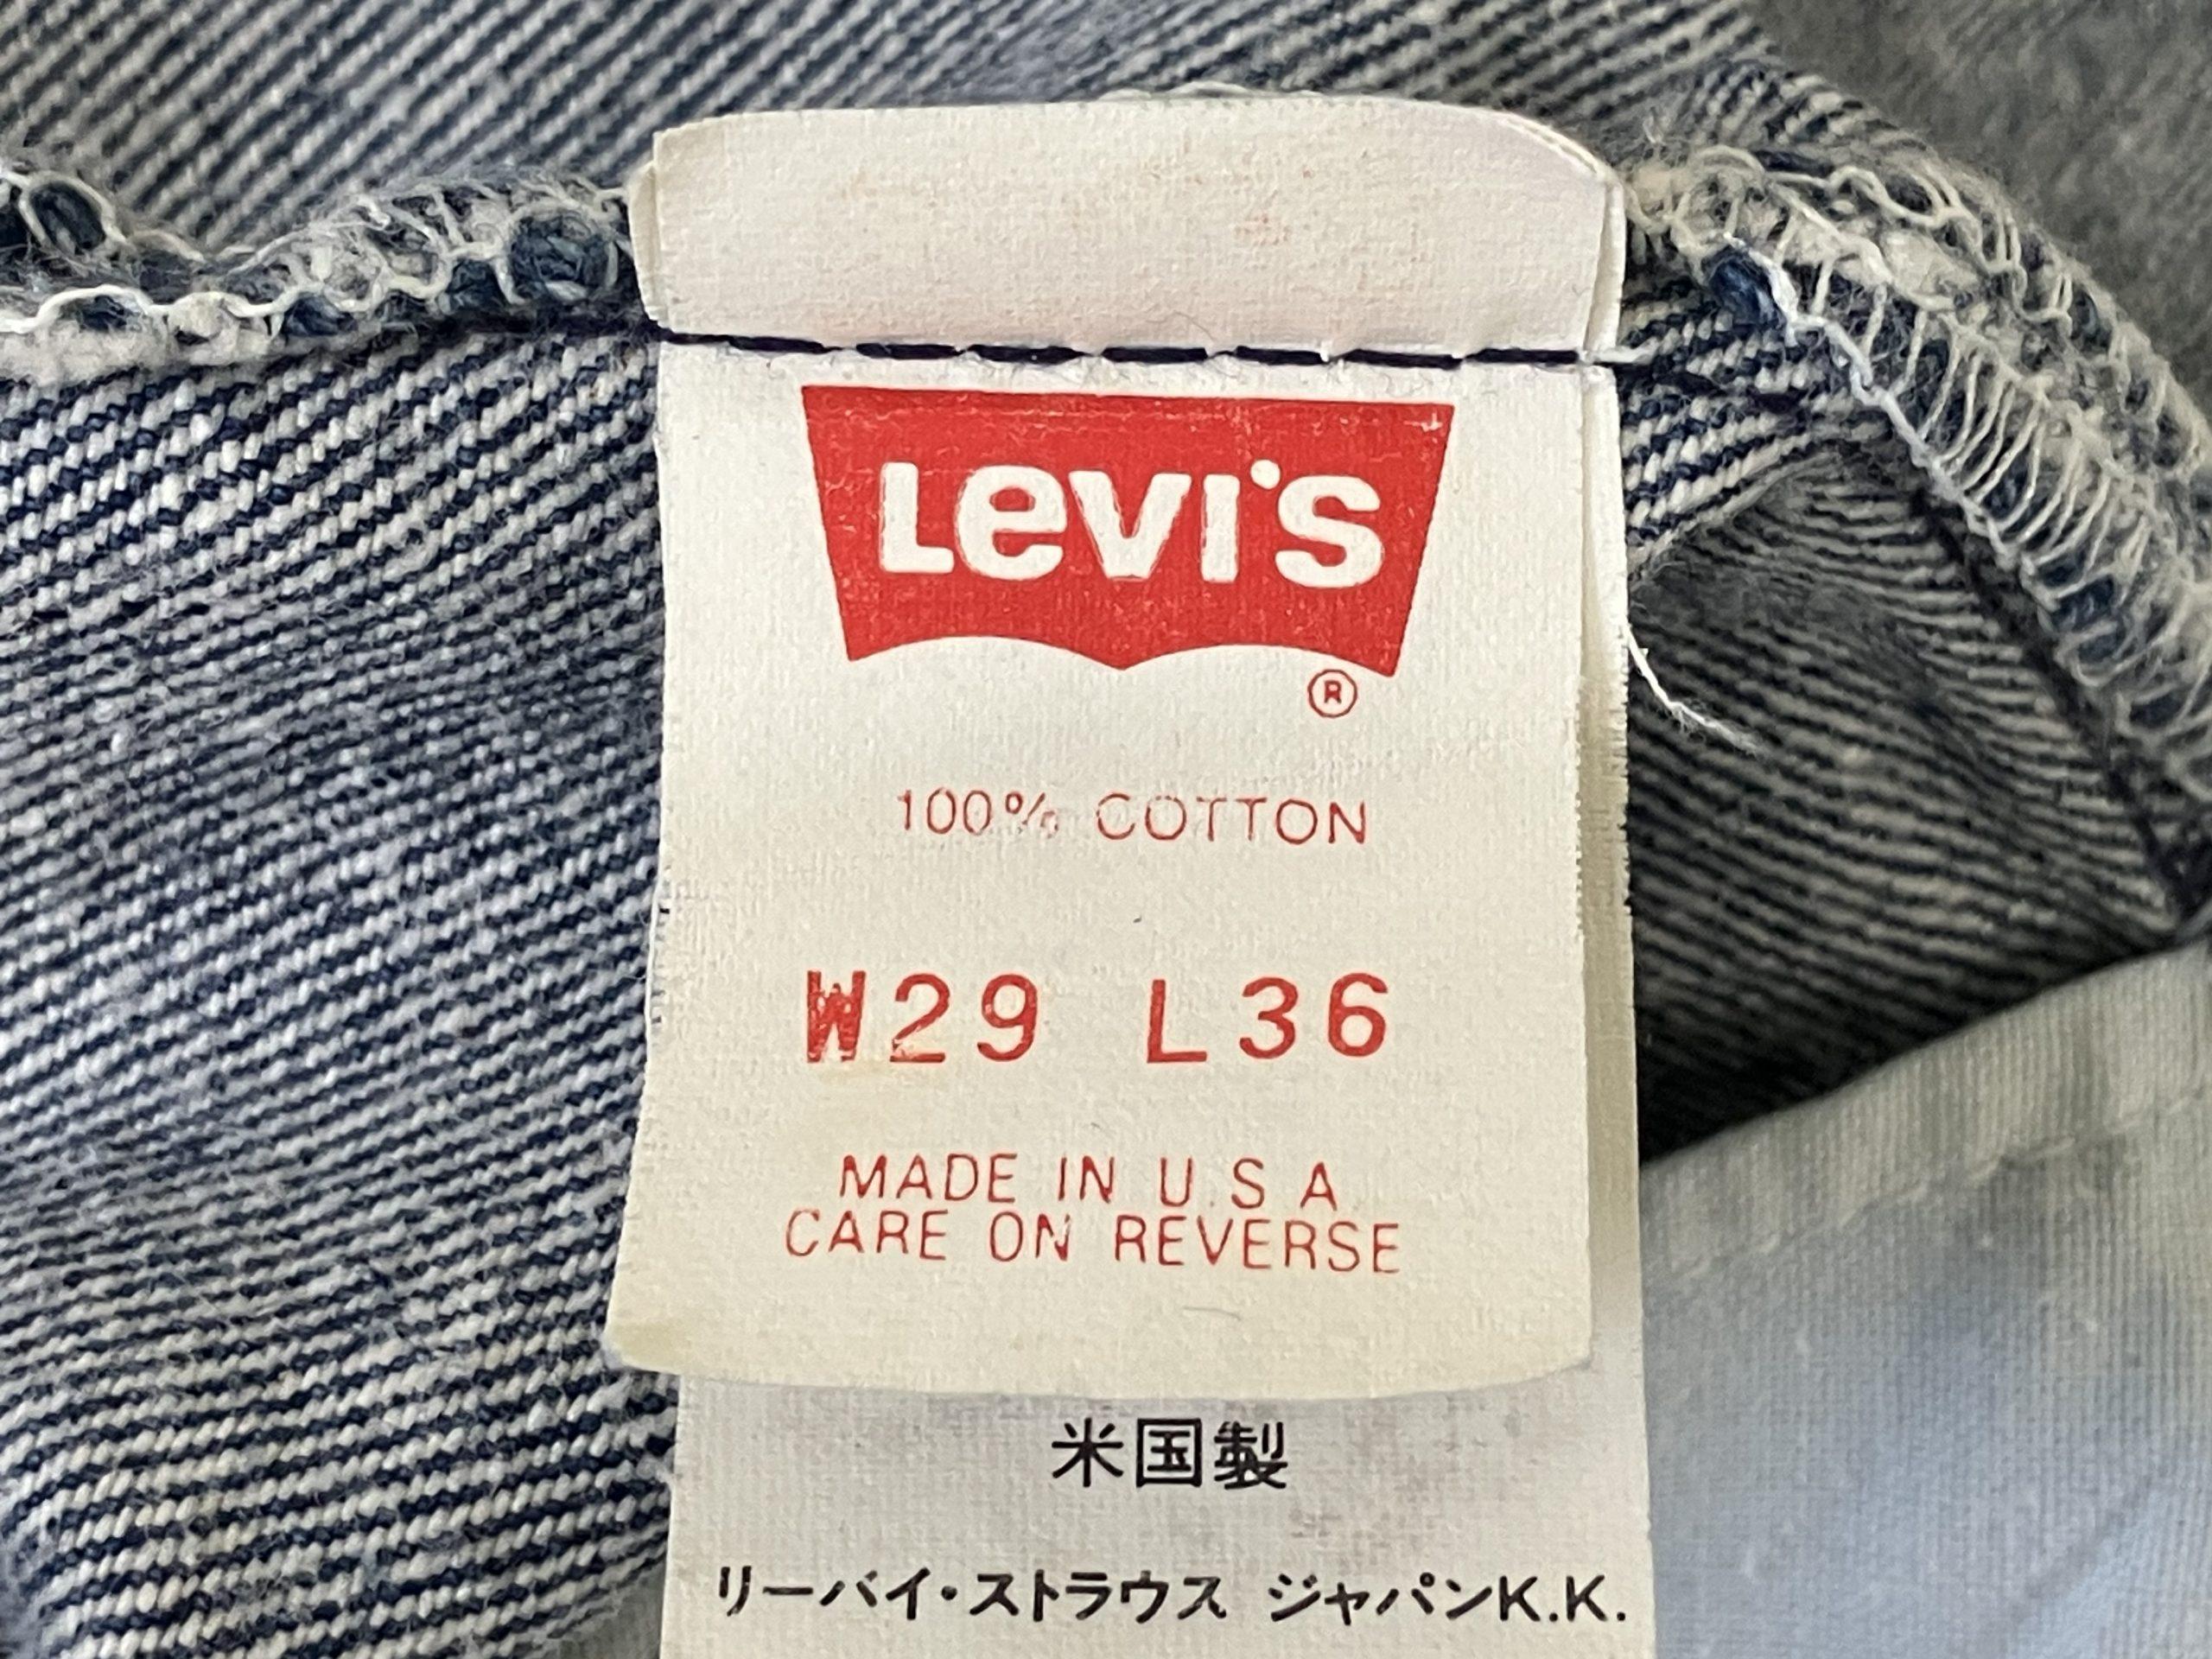 Levi's
®
100% COTTON
W29 L36
MADE IN U.S.A
CARE ON REVERSE
米国製
リーバイ・ストラウス ジャパンK.K.